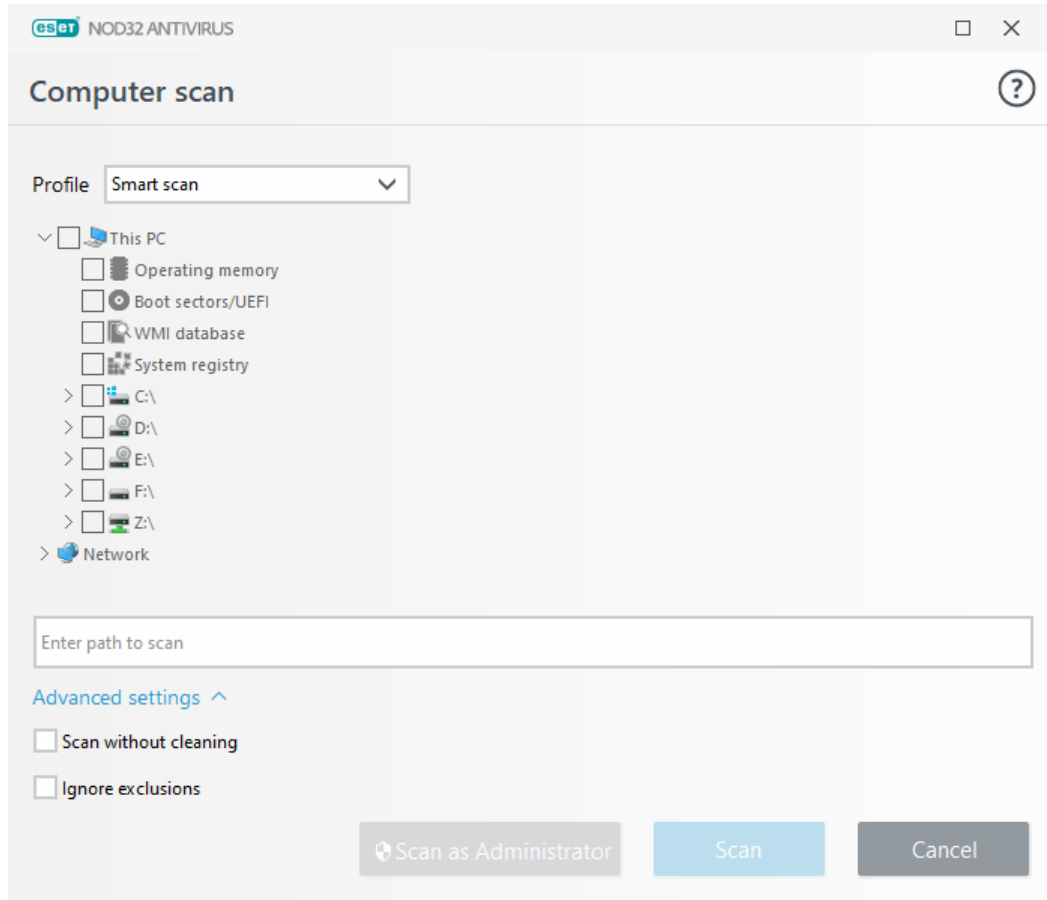 eset NOD32 ANTIVIRUS
Computer scan
?
Profile Smart scan
This PC
Operating memory
Boot sectors/UEFI
WMI database
System registry
C:\
D:\
E:\
F:\
Z:\
Network
Enter path to scan
Advanced settings
Scan without cleaning
Ignore exclusions
Scan as Administrator Scan Cancel